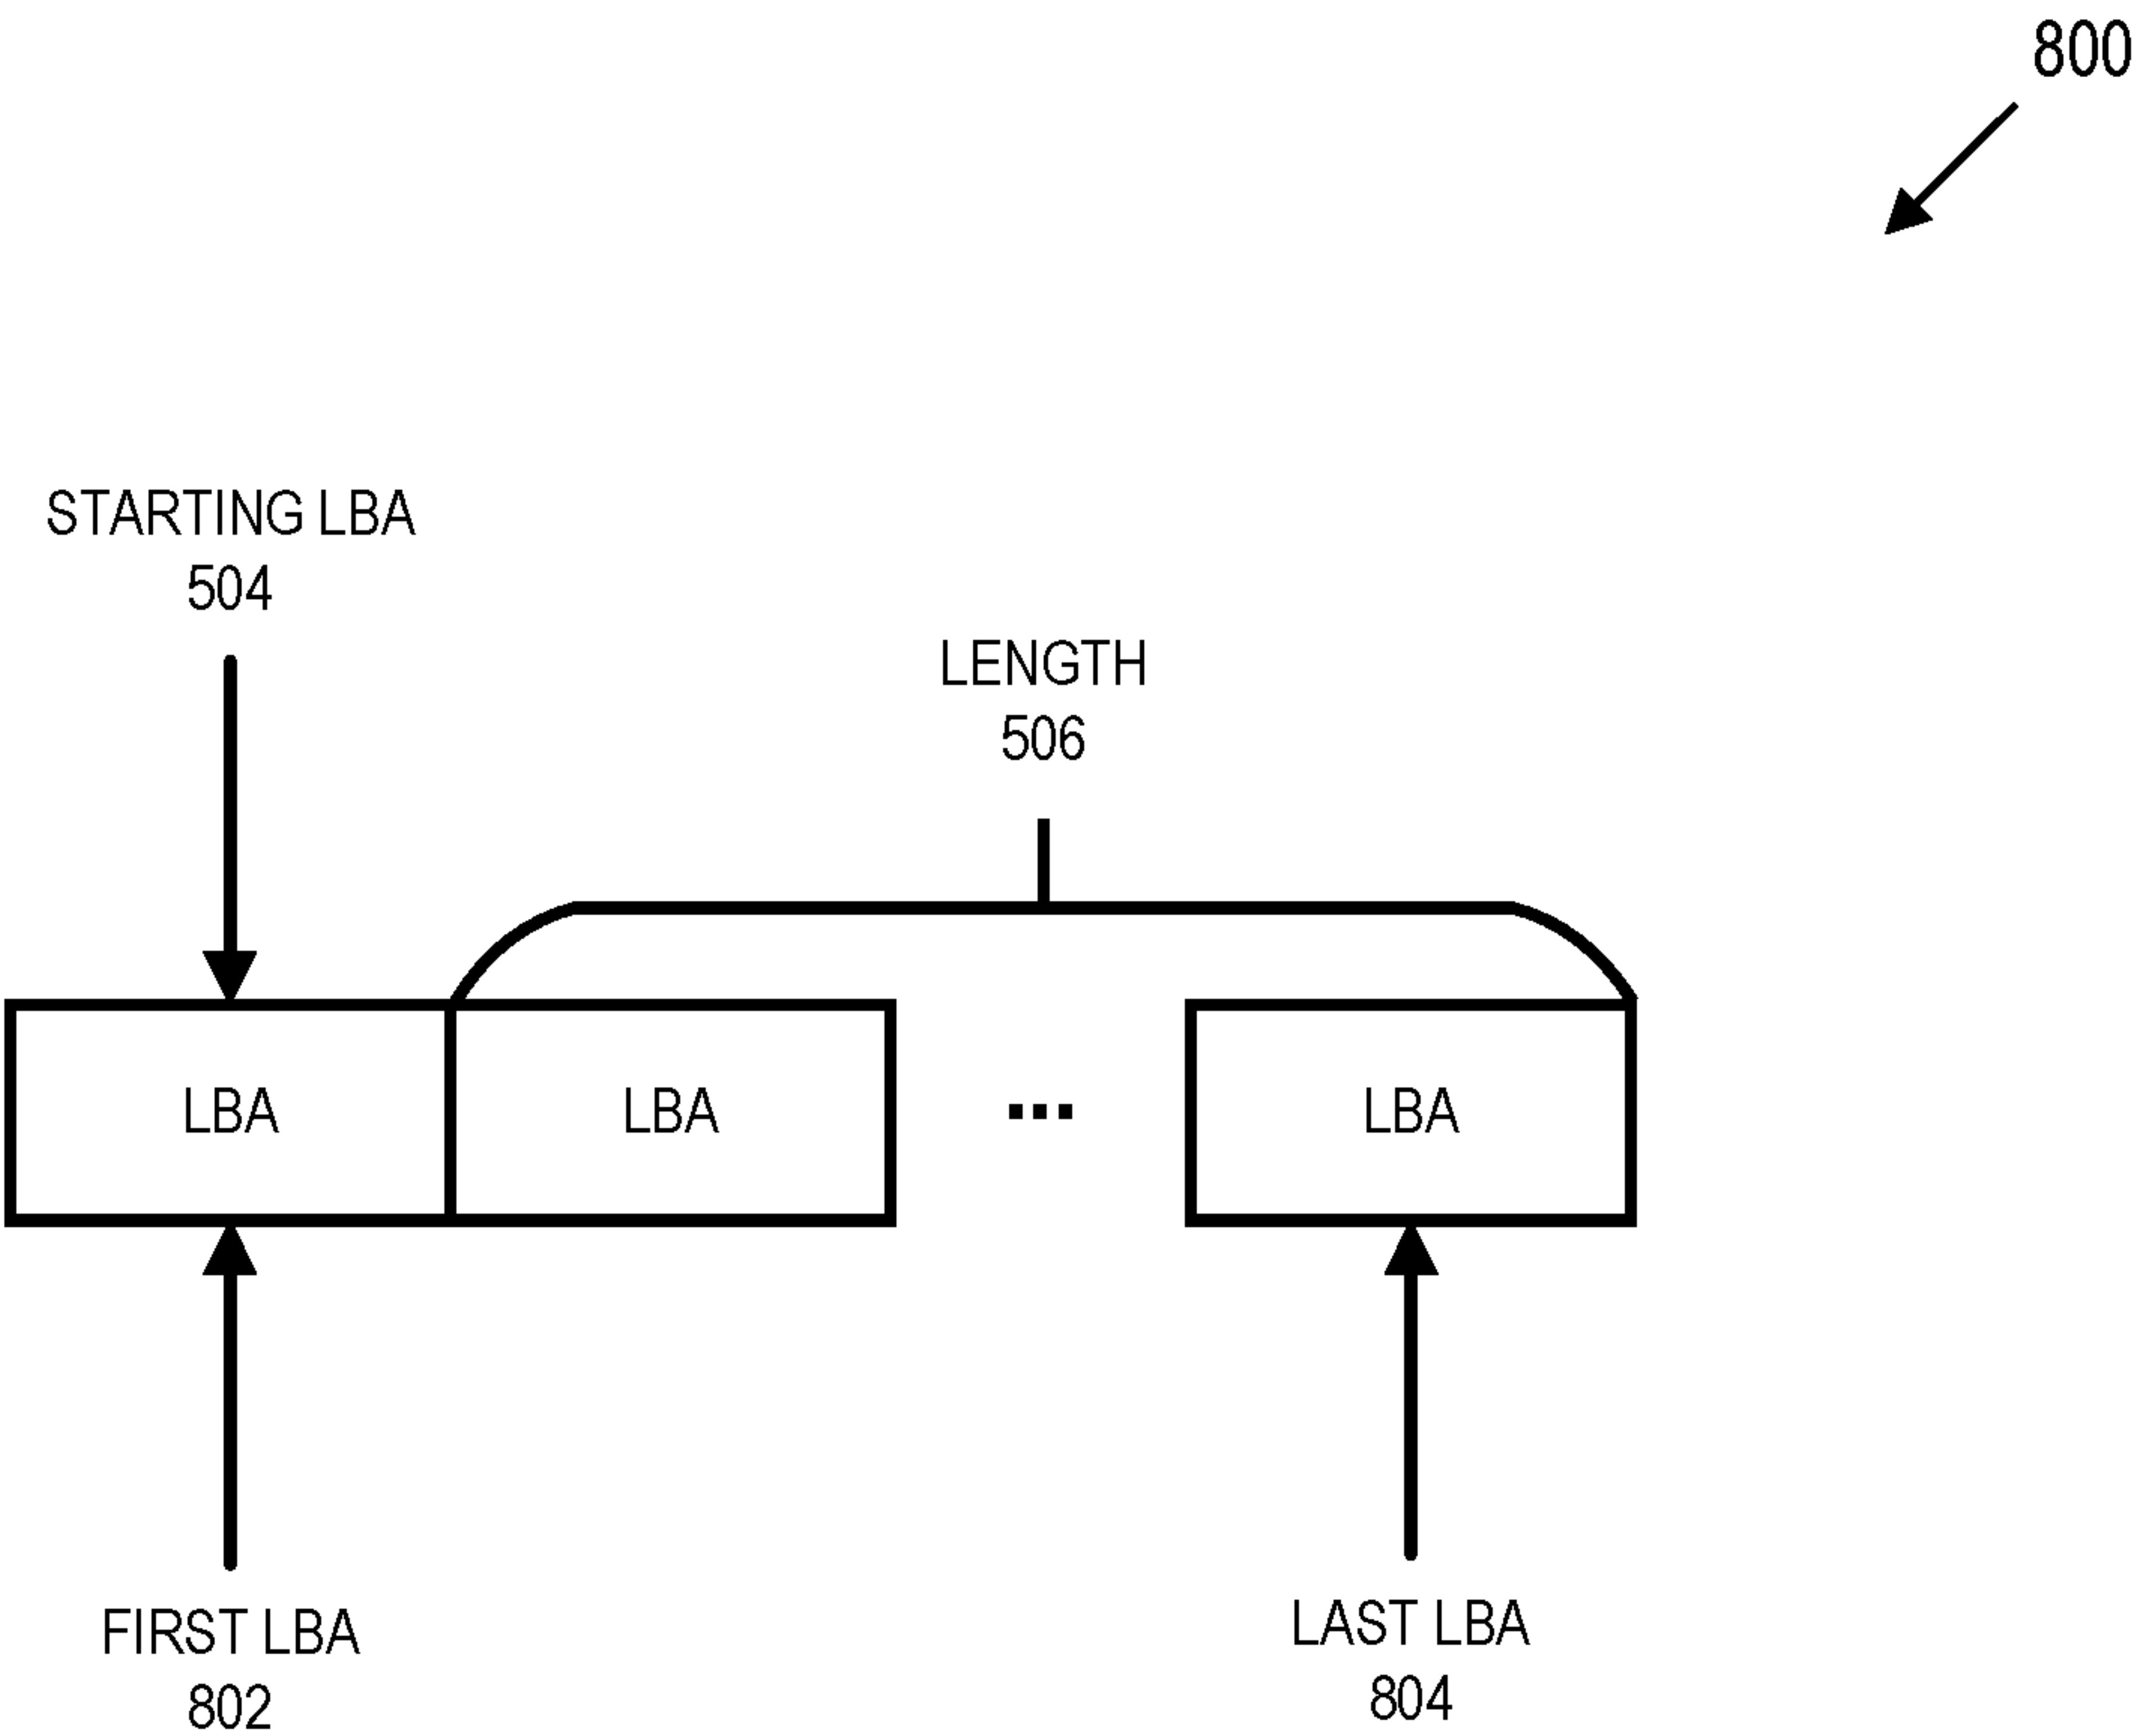 800
STARTING LBA
504
LENGTH
506
LBA
LBA
...
LBA
FIRST LBA
802
LAST LBA
804